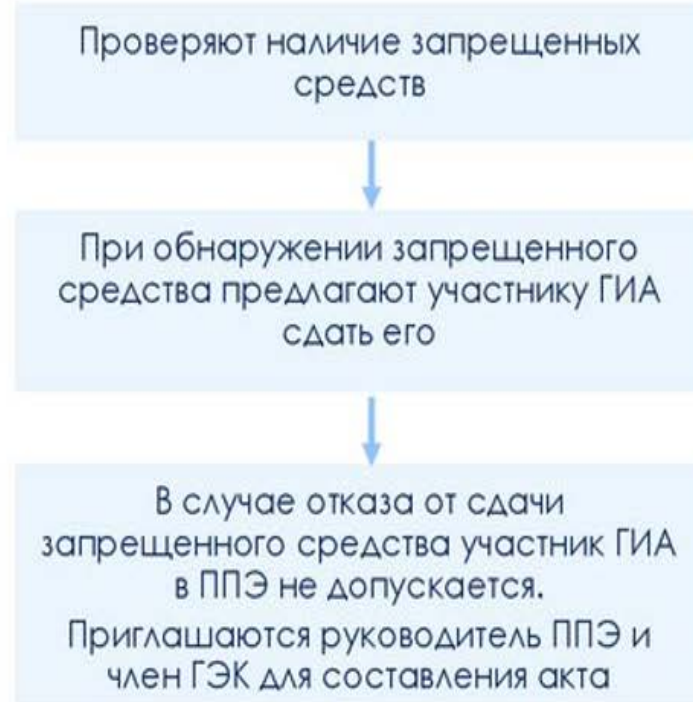 Проверяют наличие запрещенных
средств
При обнаружении запрещенного
средства предлагают участнику ГИА
сдать его
В случае отказа от сдачи
запрещенного средства участник ГИА
в ППЭ не допускается.
Приглашаются руководитель ППЭ и
член ГЭК для составления акта